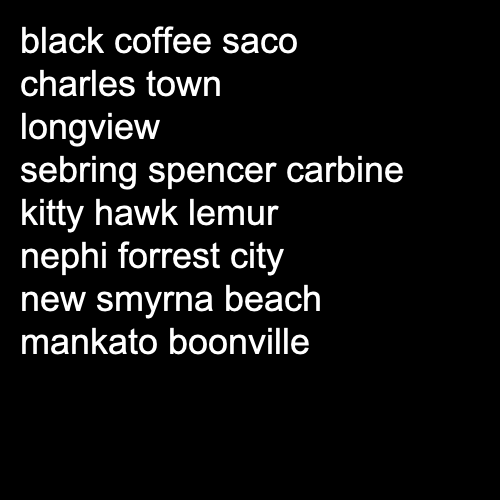 black coffee saco
charles town
longview
sebring spencer carbine
kitty hawk lemur
nephi forrest city
new smyrna beach
mankato boonville